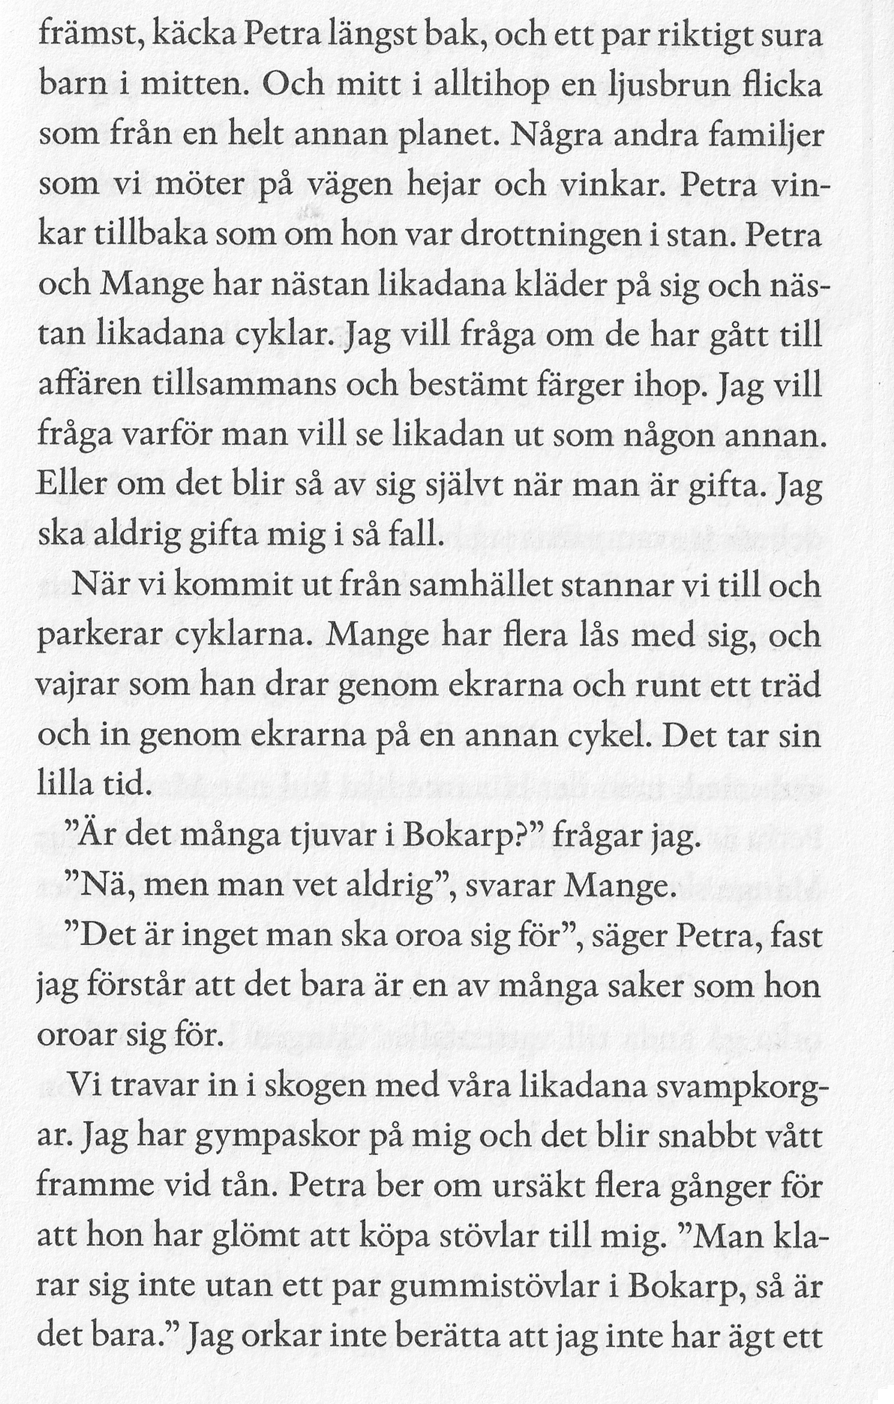 främst, käcka Petra längst bak, och ett par riktigt sura
barn i mitten. Och mitt i alltihop en ljusbrun flicka
som från en helt annan planet. Några andra familjer
som vi möter på vägen hejar och vinkar. Petra vin-
kar tillbaka som om hon var drottningen i stan. Petra
och Mange har nästan likadana kläder på sig och näs-
tan likadana cyklar. Jag vill fråga om de har gått till
affären tillsammans och bestämt färger ihop. Jag vill
fråga varför man vill se likadan ut som någon annan.
Eller om det blir så av sig självt när man är gifta. Jag
ska aldrig gifta mig i så fall.
När vi kommit ut från samhället stannar vi till och
parkerar cyklarna. Mange har flera lås med sig, och
vajrar som han drar genom ekrarna och runt ett träd
och in genom ekrarna på en annan cykel. Det tar sin
lilla tid.
”Är det många tjuvar i Bokarp?” frågar jag.
”Nä, men man vet aldrig”, svarar Mange.
”Det är inget man ska oroa sig för”, säger Petra, fast
jag förstår att det bara är en av många saker som hon
oroar sig för.
Vi travar in i skogen med våra likadana svampkorg-
ar. Jag har gympaskor på mig och det blir snabbt vått
framme vid tån. Petra ber om ursäkt flera gånger för
att hon har glömt att köpa stövlar till mig. ”Man kla-
rar sig inte utan ett par gummistövlar i Bokarp, så är
det bara.” Jag orkar inte berätta att jag inte har ägt ett